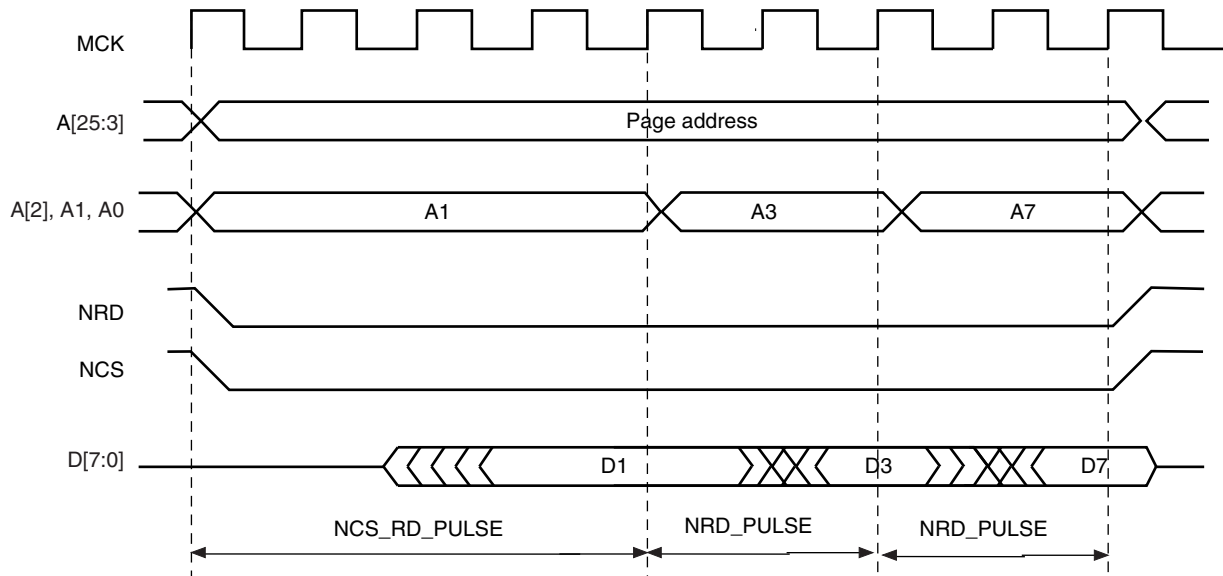 MCK
A[25:3]
Page address
A[2], A1, A0
A1
A3
A7
NRD
NCS
D[7:0]
D1
D3
D7
NCS_RD_PULSE
NRD_PULSE
NRD_PULSE